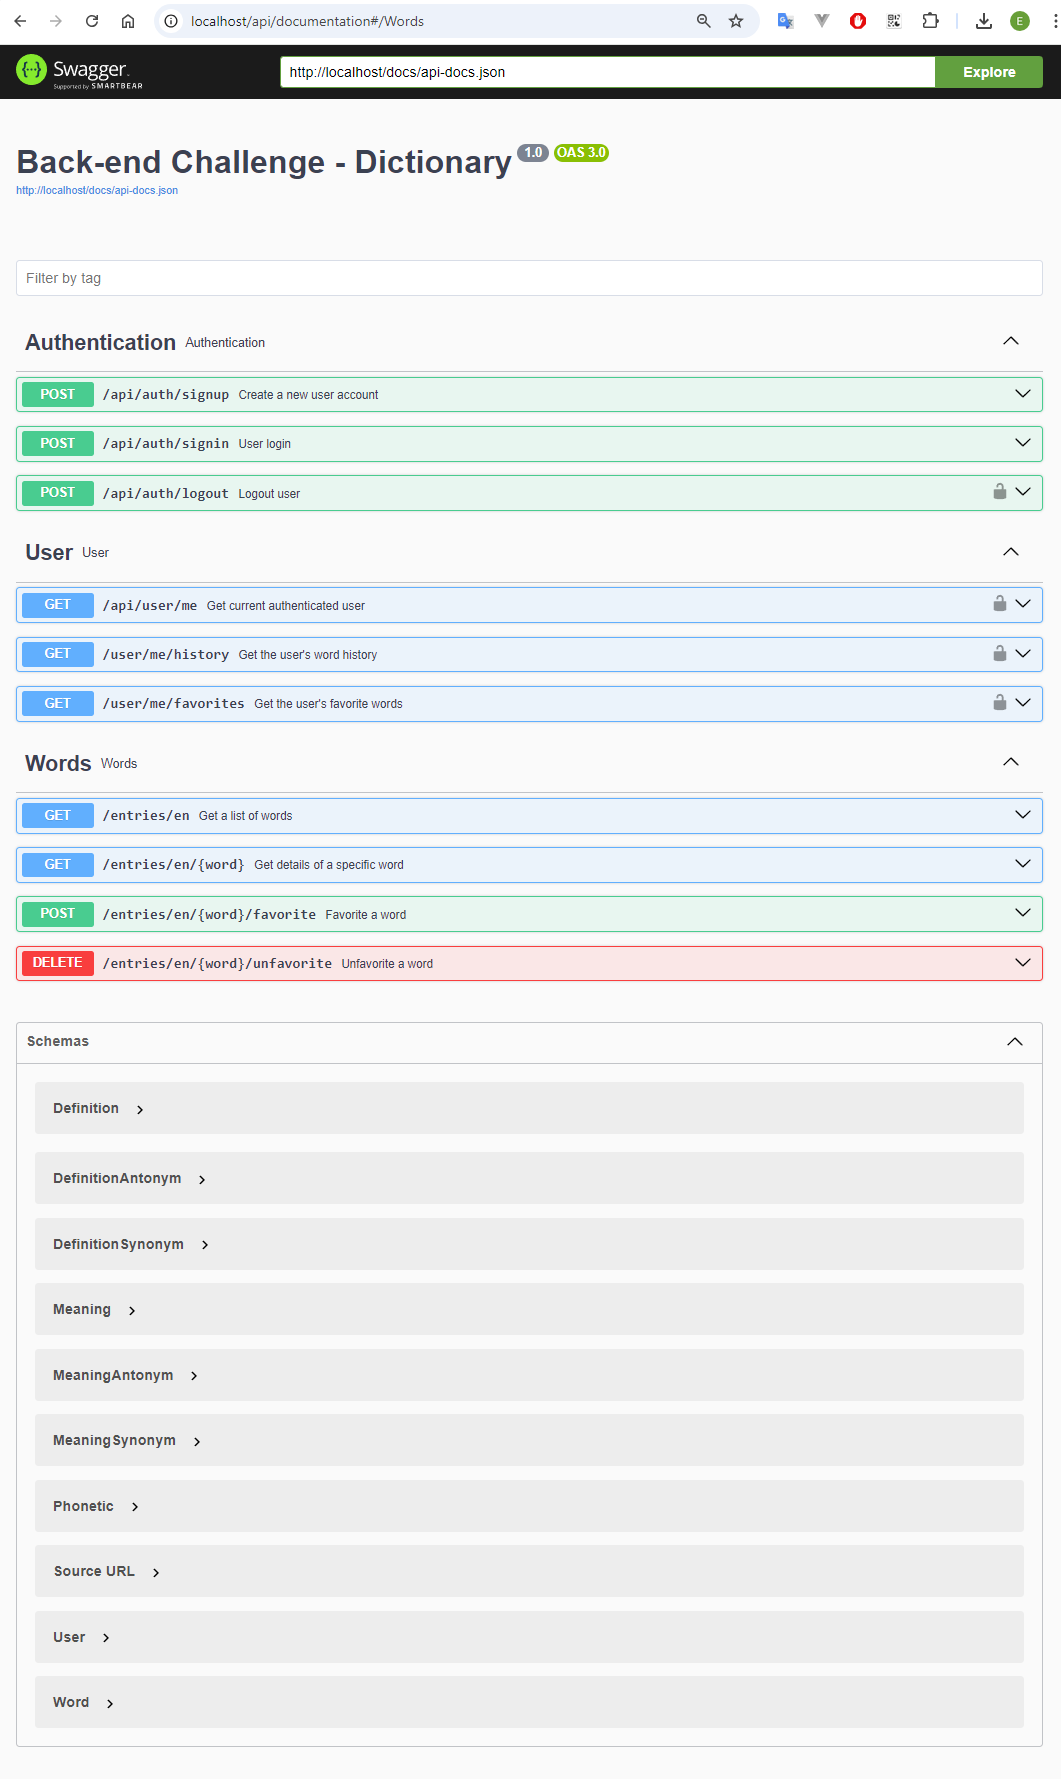 localhost/api/documentation#/Words
E
Swagger.
Supported by SMARTBEAR
http://localhost/docs/api-docs.json
Explore
Back-end Challenge - Dictionary 1.0 OAS 3.0
http://localhost/docs/api-docs.json
Filter by tag
Authentication Authentication
POST /api/auth/signup Create a new user account
POST /api/auth/signin User login
POST /api/auth/logout Logout user
User User
GET /api/user/me Get current authenticated user
GET /user/me/history Get the user's word history
GET /user/me/favorites Get the user's favorite words
Words Words
GET /entries/en Get a list of words
GET /entries/en/{word} Get details of a specific word
POST /entries/en/{word}/favorite Favorite a word
DELETE /entries/en/{word}/unfavorite Unfavorite a word
Schemas
Definition
DefinitionAntonym
DefinitionSynonym
Meaning
MeaningAntonym
MeaningSynonym
Phonetic
Source URL
User
Word